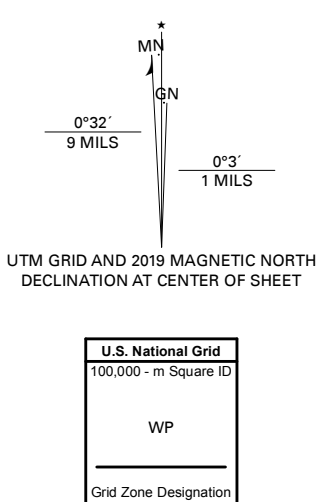 MN
GN
0°32´
9 MILS
0°3´
1 MILS
UTM GRID AND 2019 MAGNETIC NORTH
DECLINATION AT CENTER OF SHEET
U.S. National Grid
100,000 - m Square ID
WP
Grid Zone Designation